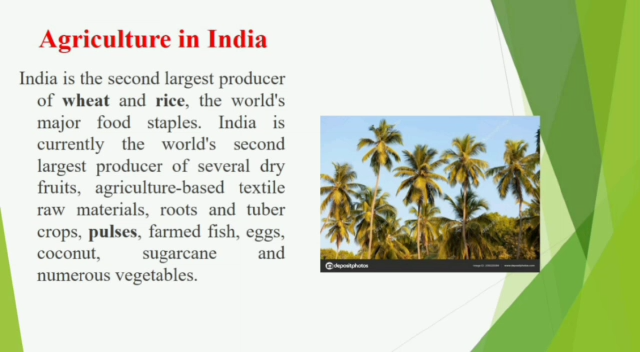 Agriculture in India
India is the second largest producer
of wheat and rice, the world's
major food staples. India is
currently the world's second
largest producer of several dry
fruits, agriculture-based textile
raw materials, roots and tuber
crops, pulses, farmed fish, eggs,
coconut, sugarcane and
numerous vegetables.
depositphotos